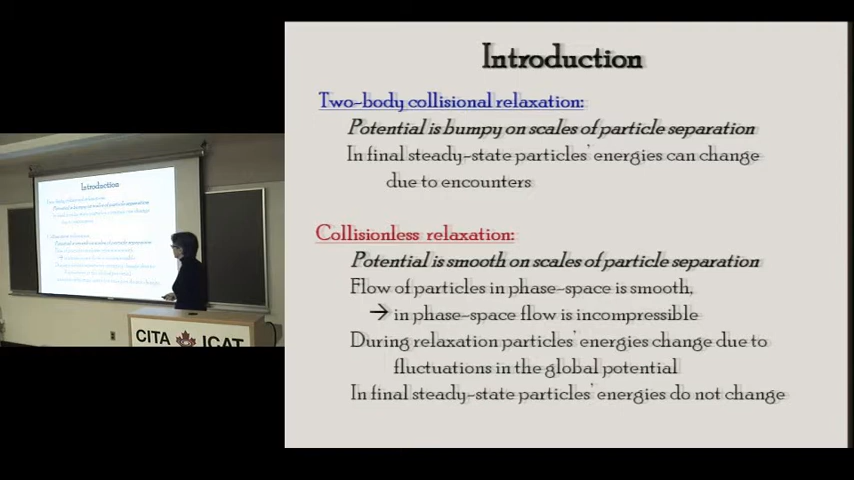 Introduction
Two-body collisional relaxation:
Potential is bumpy on scales of particle separation
In final steady-state particles' energies can change
due to encounters
Collisionless relaxation:
Potential is smooth on scales of particle separation
Flow of particles in phase-space is smooth,
→ in phase-space flow is incompressible
During relaxation particles' energies change due to
fluctuations in the global potential
In final steady-state particles' energies do not change
Introduction
CITA ICAT